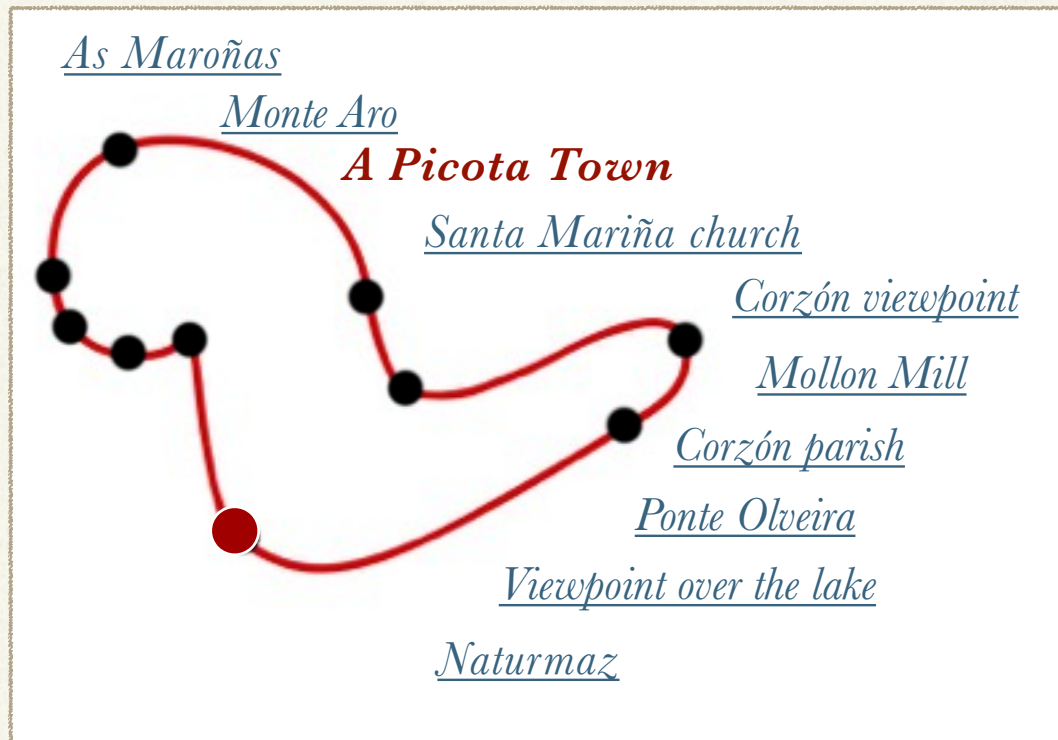 As Maroñas
Monte Aro
A Picota Town
Santa Mariña church
Corzón viewpoint
Mollon Mill
Corzón parish
Ponte Olveira
Viewpoint over the lake
Naturmaz